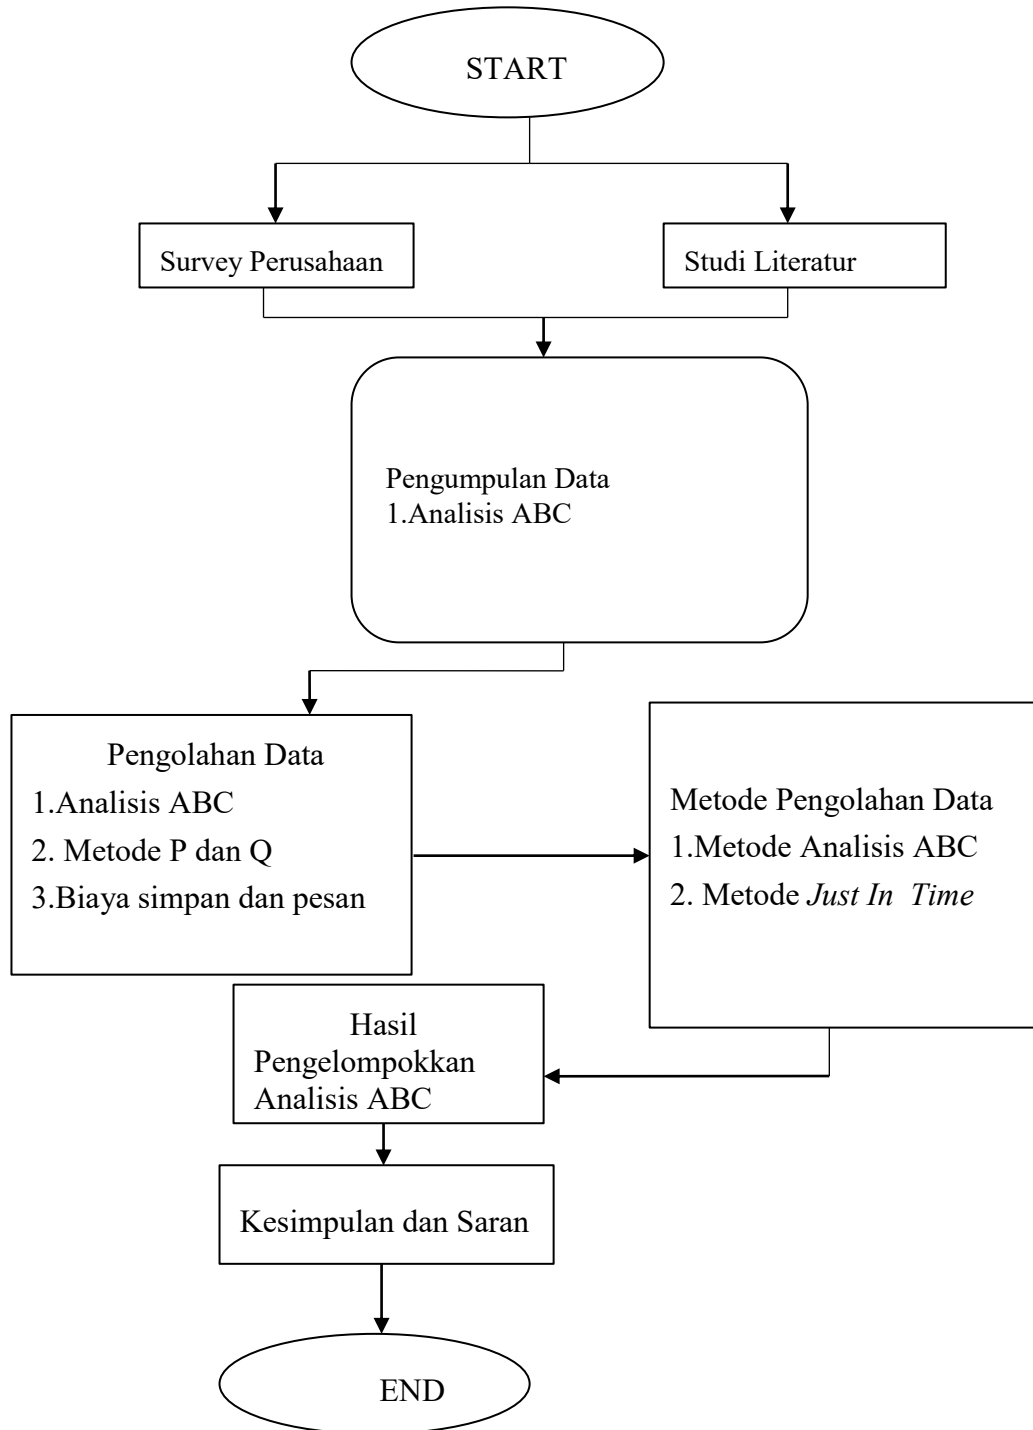 START
Survey Perusahaan
Studi Literatur
Pengumpulan Data
1.Analisis ABC
Pengolahan Data
1.Analisis ABC
2. Metode P dan Q
3.Biaya simpan dan pesan
Metode Pengolahan Data
1.Metode Analisis ABC
2. Metode Just In Time
Hasil
Pengelompokkan
Analisis ABC
Kesimpulan dan Saran
END